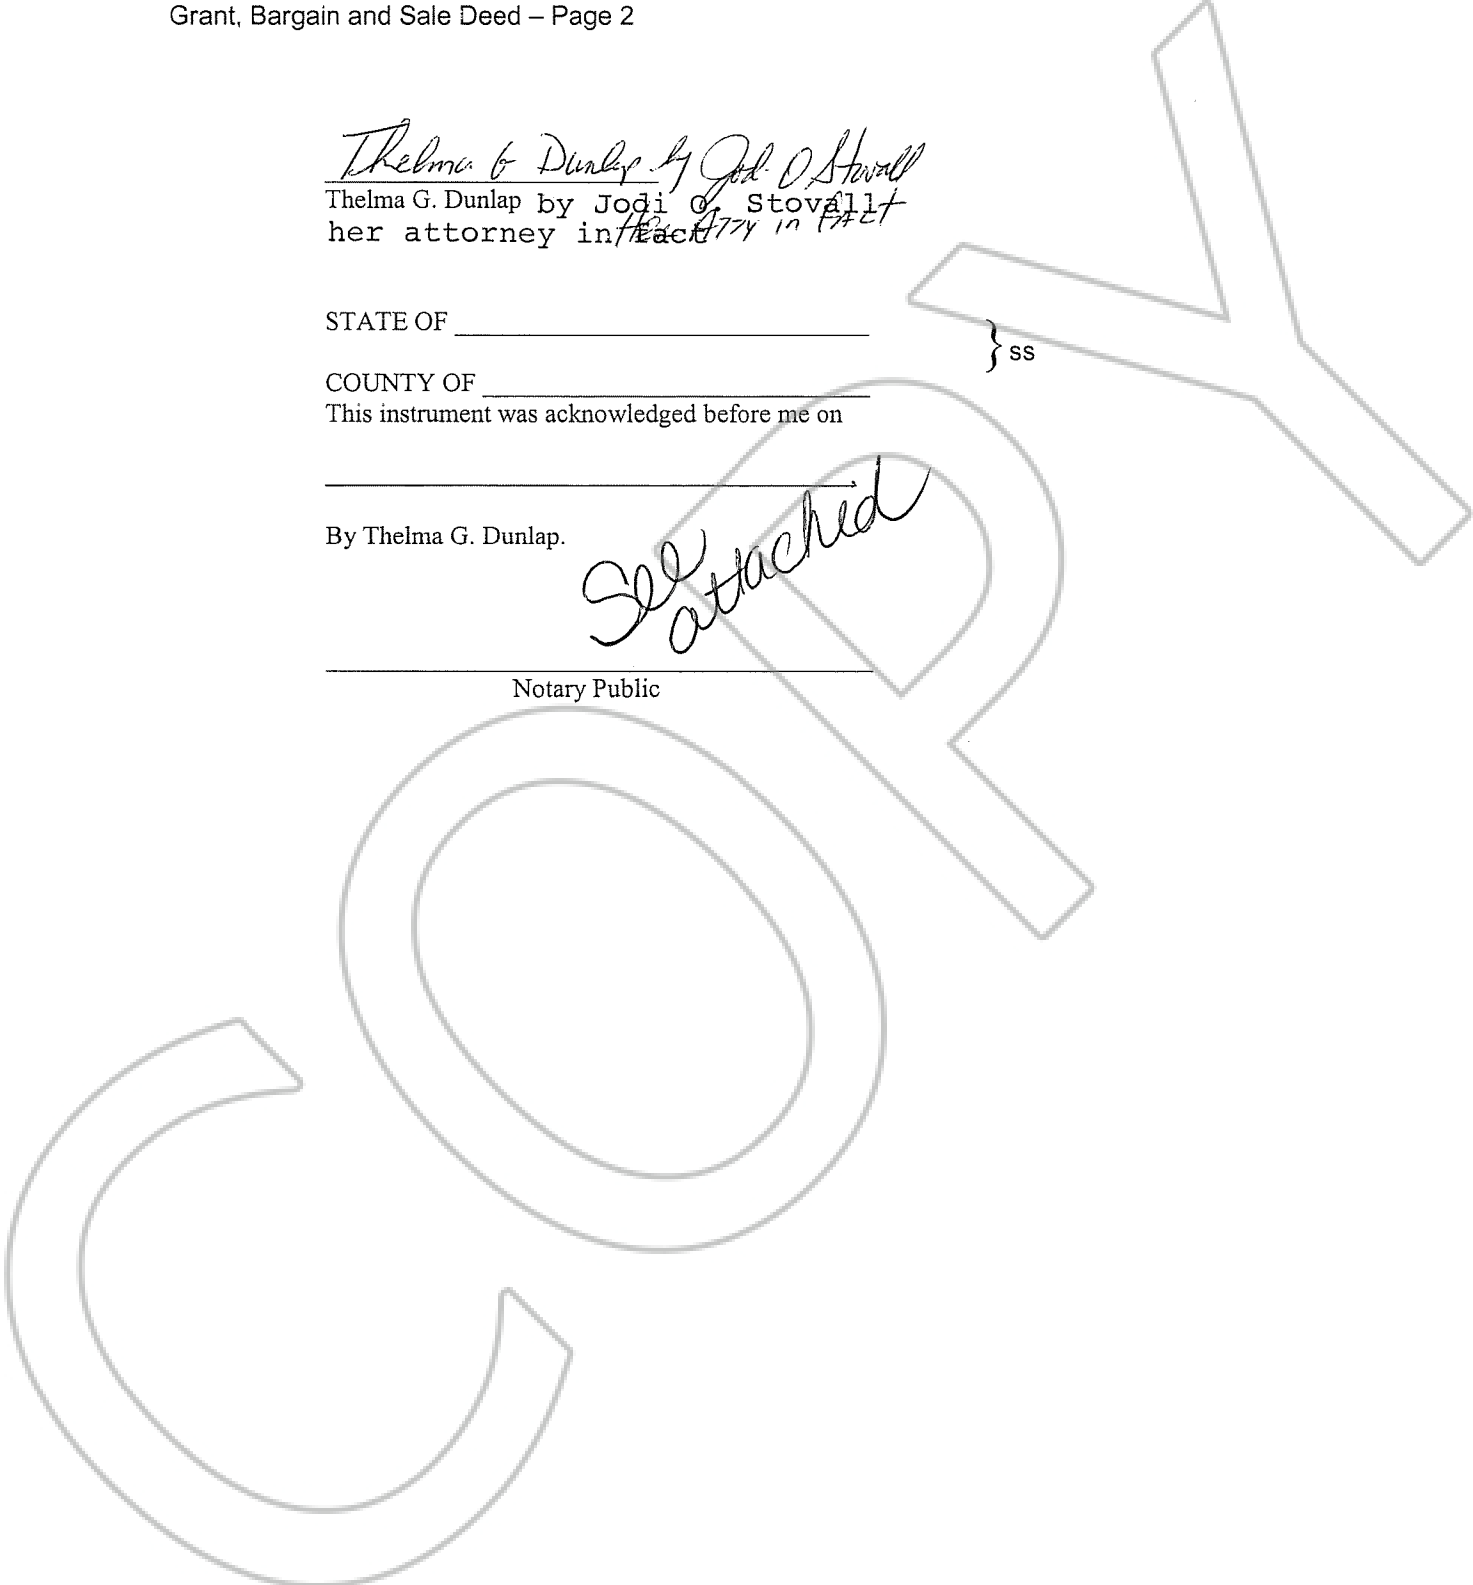 Grant, Bargain and Sale Deed – Page 2
Thelma G Dunlap by Jodi O Stovall
Thelma G. Dunlap by Jodi O. Stovall
her attorney in fact
Her Atty in Fact
STATE OF
} ss
COUNTY OF
This instrument was acknowledged before me on
By Thelma G. Dunlap.
See
attached
Notary Public
COPY